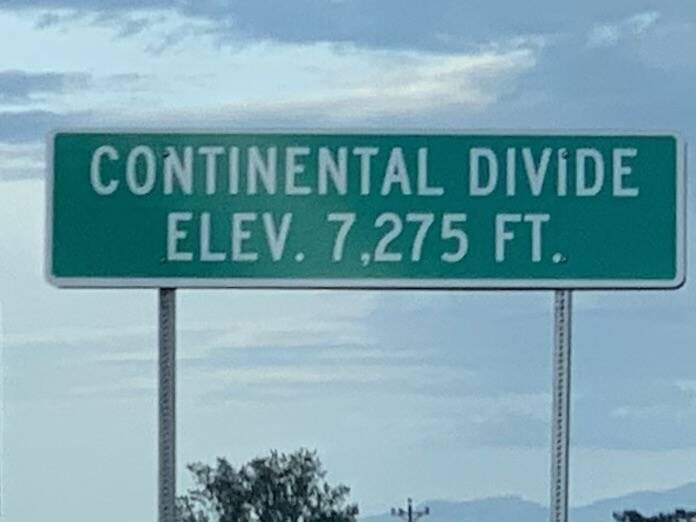 CONTINENTAL DIVIDE
ELEV. 7,275 FT.